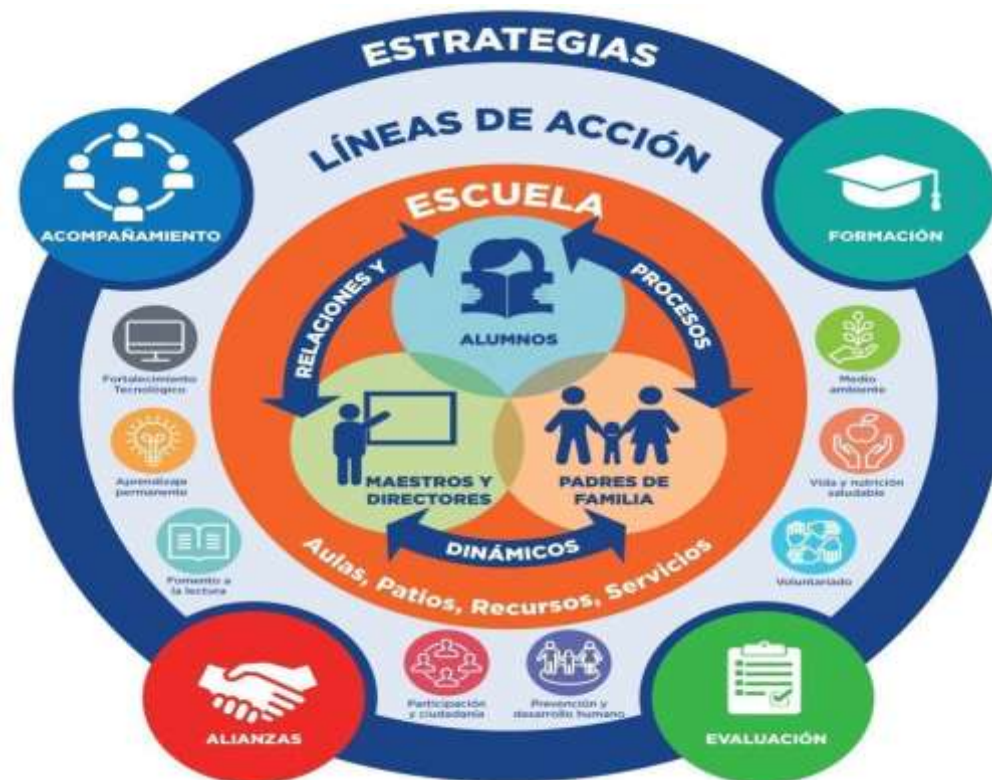 ESTRATEGIAS
LÍNEAS DE ACCIÓN
ESCUELA
ACOMPAÑAMIENTO
FORMACIÓN
RELACIONES Y
PROCESOS
DINÁMICOS
ALUMNOS
MAESTROS Y
DIRECTORES
PADRES DE
FAMILIA
Aulas, Patios, Recursos, Servicios
Fortalecimiento
Tecnológico
Aprendizaje
permanente
Fomento a
la lectura
Medio
ambiente
Vida y nutrición
saludable
Voluntariado
Participación
y ciudadanía
Prevención y
desarrollo humano
ALIANZAS
EVALUACIÓN